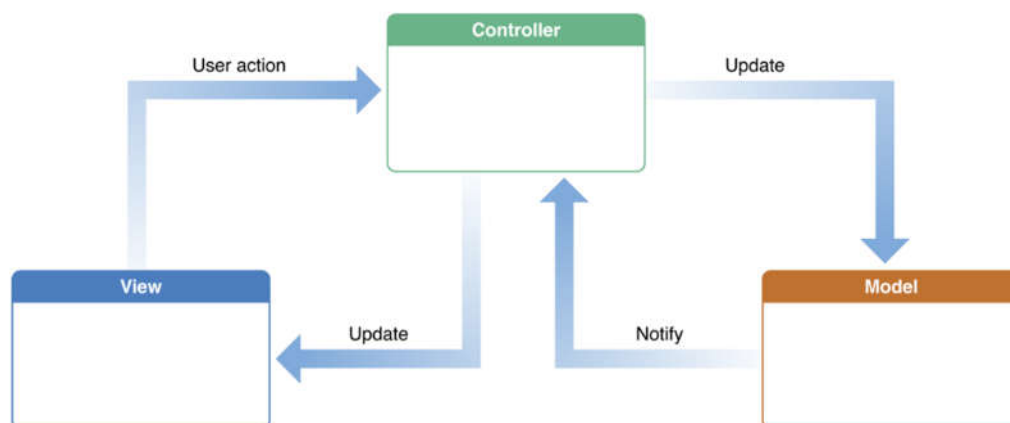 Controller
User action
Update
View
Model
Update
Notify